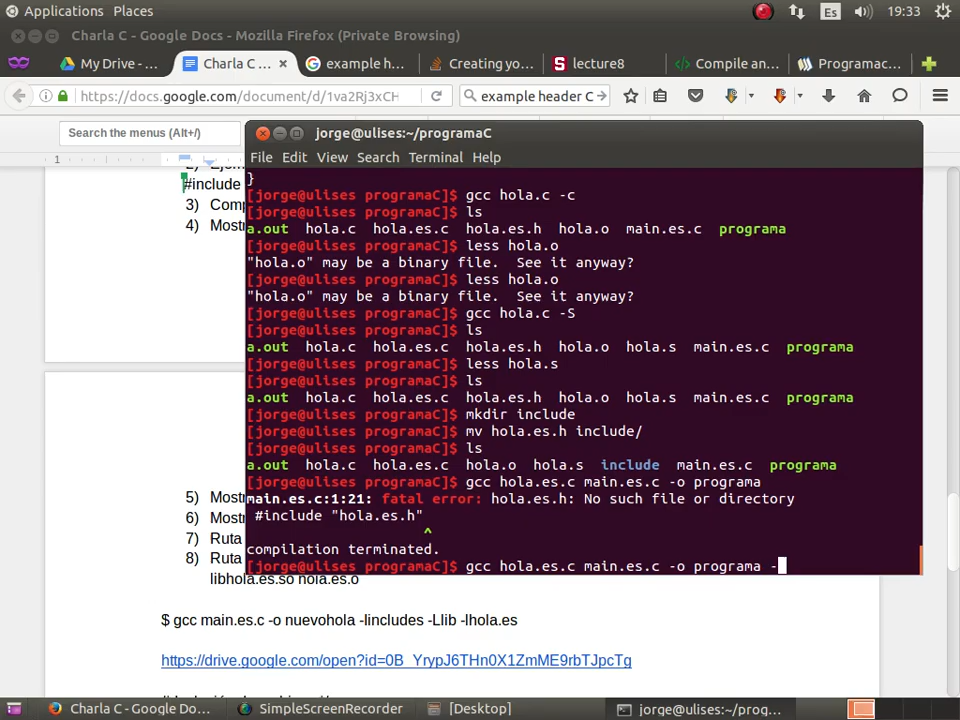 Applications Places Es 19:33
Charla C - Google Docs - Mozilla Firefox (Private Browsing)
My Drive - ... Charla C ... example h... Creating yo... lecture8 Compile an... Programac...
https://docs.google.com/document/d/1va2Rj3xCH example header C
Search the menus (Alt+/)
jorge@ulises:~/programaC
File Edit View Search Terminal Help
1
#include
3) Comp
4) Most
}
[jorge@ulises programaC]$ gcc hola.c -c
[jorge@ulises programaC]$ ls
a.out hola.c hola.es.c hola.es.h hola.o main.es.c programa
[jorge@ulises programaC]$ less hola.o
"hola.o" may be a binary file. See it anyway?
[jorge@ulises programaC]$ less hola.o
"hola.o" may be a binary file. See it anyway?
[jorge@ulises programaC]$ gcc hola.c -S
[jorge@ulises programaC]$ ls
a.out hola.c hola.es.c hola.es.h hola.o hola.s main.es.c programa
[jorge@ulises programaC]$ less hola.s
[jorge@ulises programaC]$ ls
a.out hola.c hola.es.c hola.es.h hola.o hola.s main.es.c programa
[jorge@ulises programaC]$ mkdir include
[jorge@ulises programaC]$ mv hola.es.h include/
[jorge@ulises programaC]$ ls
a.out hola.c hola.es.c hola.o hola.s include main.es.c programa
[jorge@ulises programaC]$ gcc hola.es.c main.es.c -o programa
main.es.c:1:21: fatal error: hola.es.h: No such file or directory
#include "hola.es.h"
^
compilation terminated.
[jorge@ulises programaC]$ gcc hola.es.c main.es.c -o programa -
5) Most
6) Most
7) Ruta
8) Ruta
libhola.es.so hola.es.o
$ gcc main.es.c -o nuevohola -Iincludes -Llib -lhola.es
https://drive.google.com/open?id=0B_YrypJ6THn0X1ZmME9rbTJpcTg
Charla C - Google Do... SimpleScreenRecorder [Desktop] jorge@ulises:~/prog...